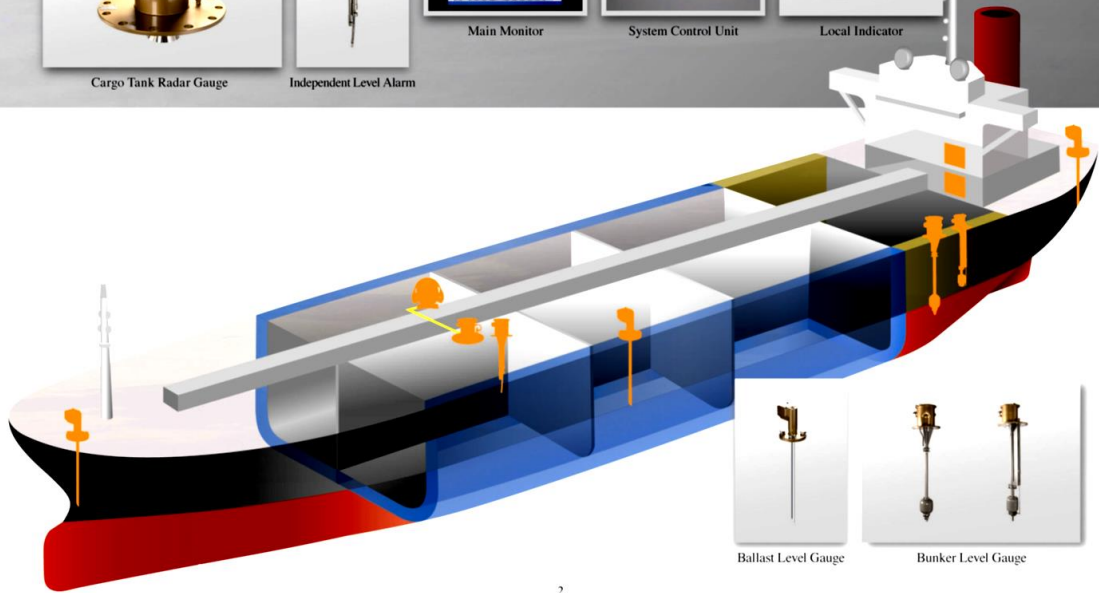 Main Monitor
System Control Unit
Local Indicator
Cargo Tank Radar Gauge
Independent Level Alarm
Ballast Level Gauge
Bunker Level Gauge